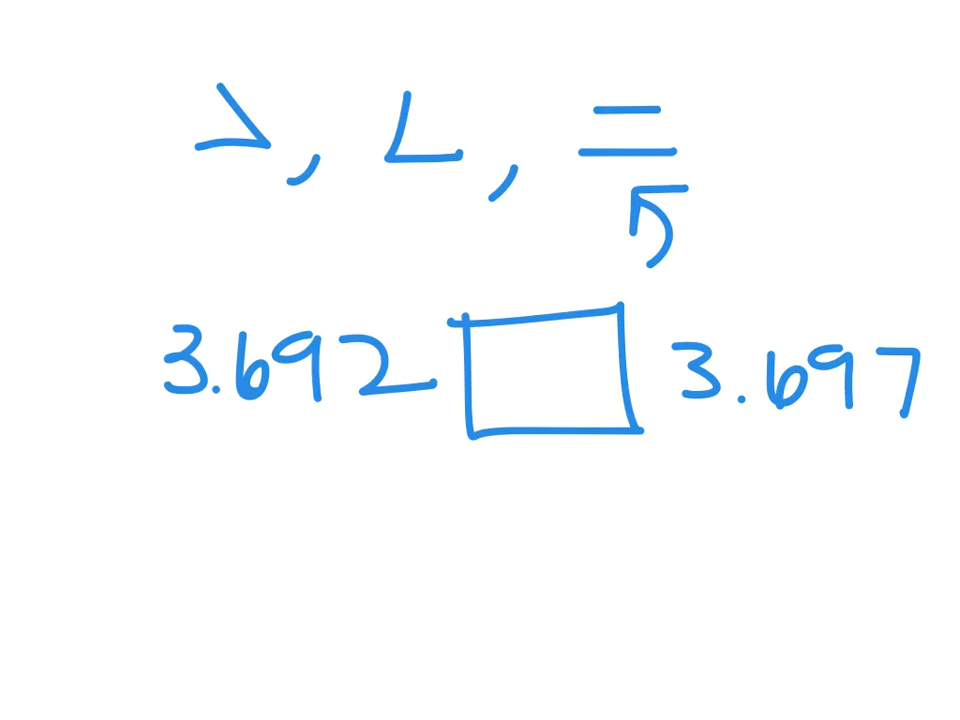 >, <, =
3.692 □ 3.697